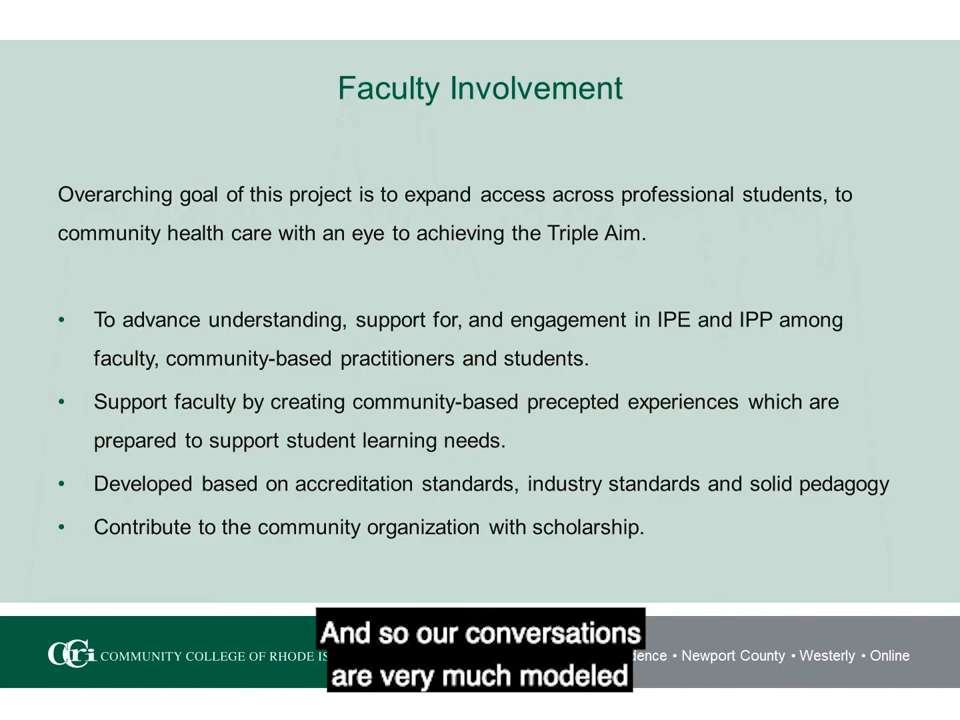 Faculty Involvement
Overarching goal of this project is to expand access across professional students, to
community health care with an eye to achieving the Triple Aim.
• To advance understanding, support for, and engagement in IPE and IPP among
faculty, community-based practitioners and students.
• Support faculty by creating community-based precepted experiences which are
prepared to support student learning needs.
• Developed based on accreditation standards, industry standards and solid pedagogy
• Contribute to the community organization with scholarship.
And so our conversations
are very much modeled
CCRI COMMUNITY COLLEGE OF RHODE
• Newport County • Westerly • Online